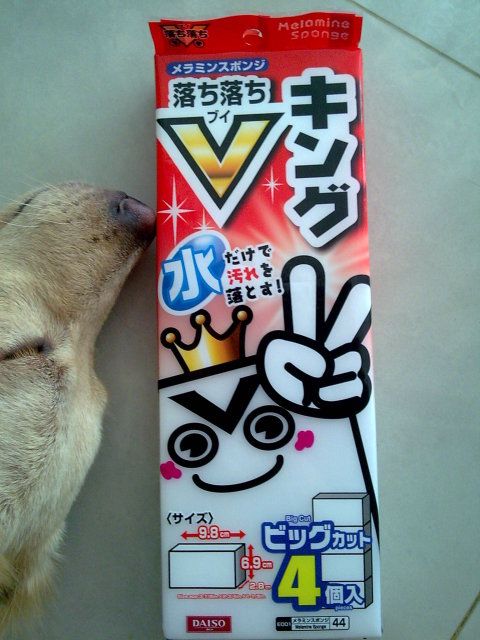 落ち落ち
V
Melamine
Sponge
メラミンスポンジ
落ち落ち
ブイ
V
キング
水だけで
汚れを
落とす!
〈サイズ〉
9.8cm
6.9cm
2.8cm
Big Cut
ビッグカット
4個入
pieces
DAISO
E001
メラミンスポンジ
Melamine Sponge
44